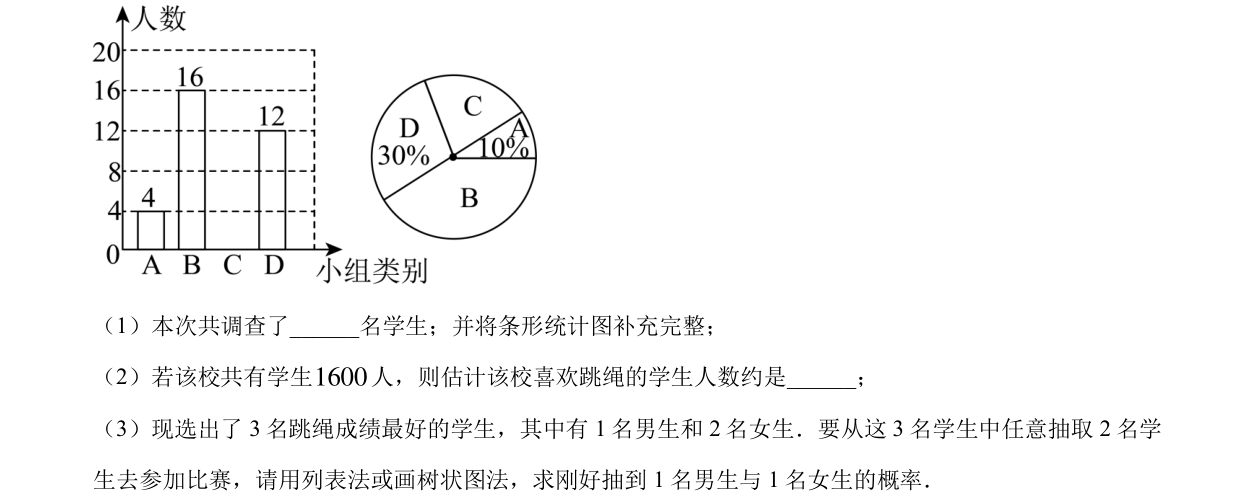 人数
20
16
12
8
4
0
4
16
12
A B C D
小组类别
C
D
30%
A
10%
B
（1）本次共调查了______名学生；并将条形统计图补充完整；
（2）若该校共有学生1600人，则估计该校喜欢跳绳的学生人数约是______；
（3）现选出了 3 名跳绳成绩最好的学生，其中有 1 名男生和 2 名女生．要从这 3 名学生中任意抽取 2 名学
生去参加比赛，请用列表法或画树状图法，求刚好抽到 1 名男生与 1 名女生的概率．